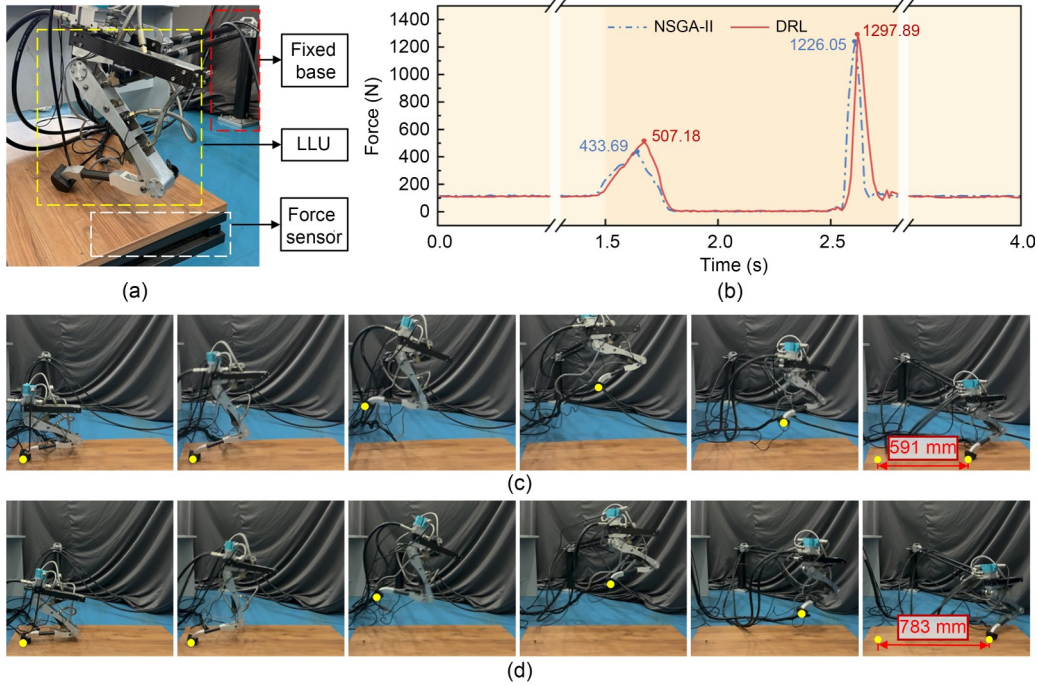 Fixed
base
LLU
Force
sensor
(a)
1400
1200
1000
800
600
400
200
0
Force (N)
NSGA-II
DRL
1226.05
1297.89
433.69
507.18
0.0
1.5
2.0
2.5
4.0
Time (s)
(b)
591 mm
(c)
783 mm
(d)